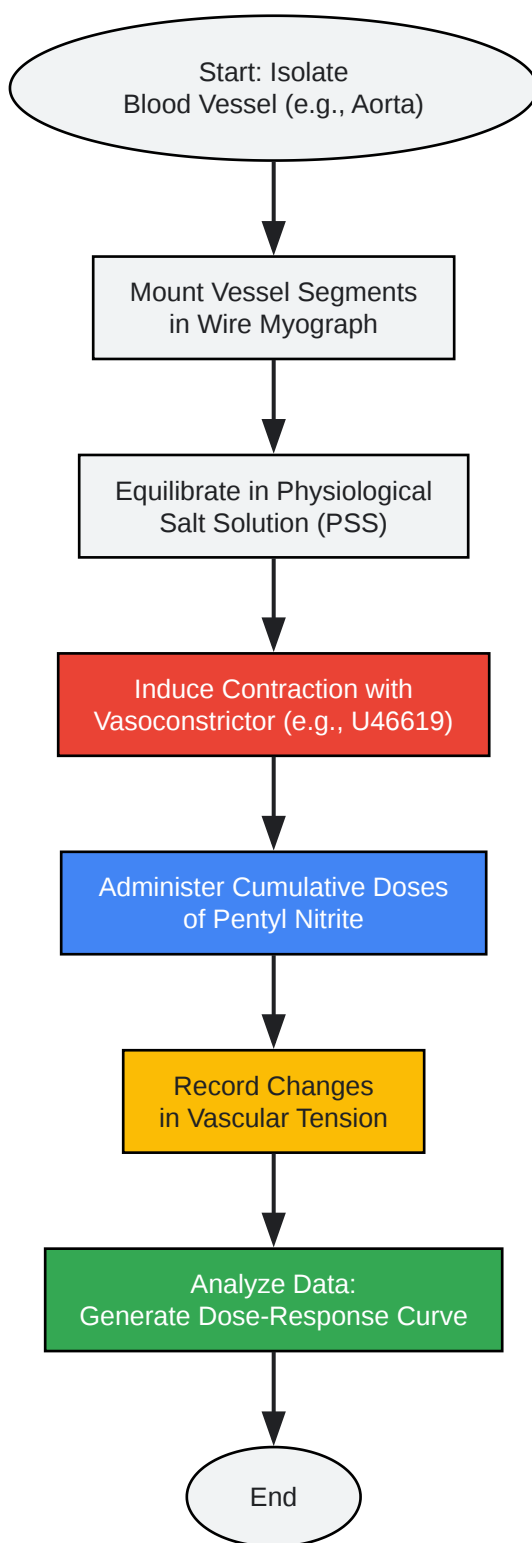 Start: Isolate
Blood Vessel (e.g., Aorta)
Mount Vessel Segments
in Wire Myograph
Equilibrate in Physiological
Salt Solution (PSS)
Induce Contraction with
Vasoconstrictor (e.g., U46619)
Administer Cumulative Doses
of Pentyl Nitrite
Record Changes
in Vascular Tension
Analyze Data:
Generate Dose-Response Curve
End